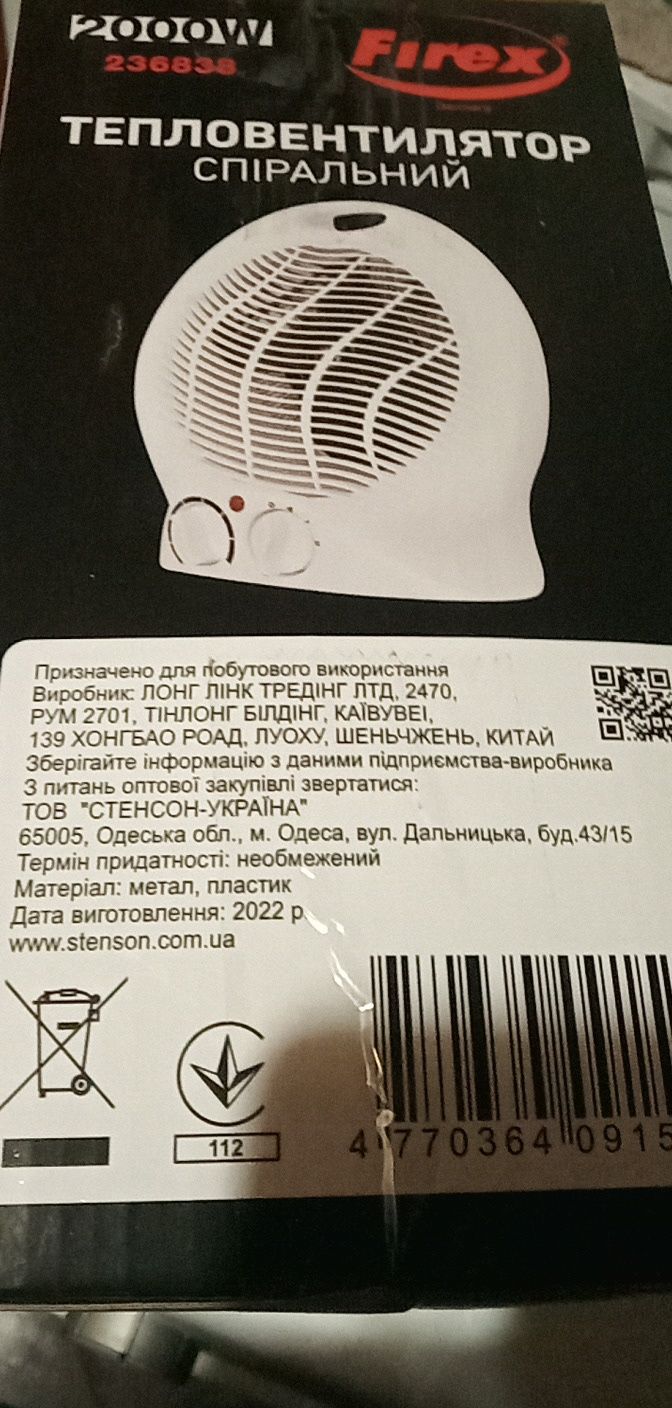 2000W
236838
Firex
ТЕПЛОВЕНТИЛЯТОР
СПІРАЛЬНИЙ
Призначено для побутового використання
Виробник: ЛОНГ ЛІНК ТРЕДІНГ ЛТД, 2470,
РУМ 2701, ТІНЛОНГ БІЛДІНГ, КАЇВУВЕІ,
139 ХОНГБАО РОАД, ЛУОХУ, ШЕНЬЧЖЕНЬ, КИТАЙ
Зберігайте інформацію з даними підприємства-виробника
З питань оптової закупівлі звертатися:
ТОВ "СТЕНСОН-УКРАЇНА"
65005, Одеська обл., м. Одеса, вул. Дальницька, буд.43/15
Термін придатності: необмежений
Матеріал: метал, пластик
Дата виготовлення: 2022 р
www.stenson.com.ua
112
4 770364 0915